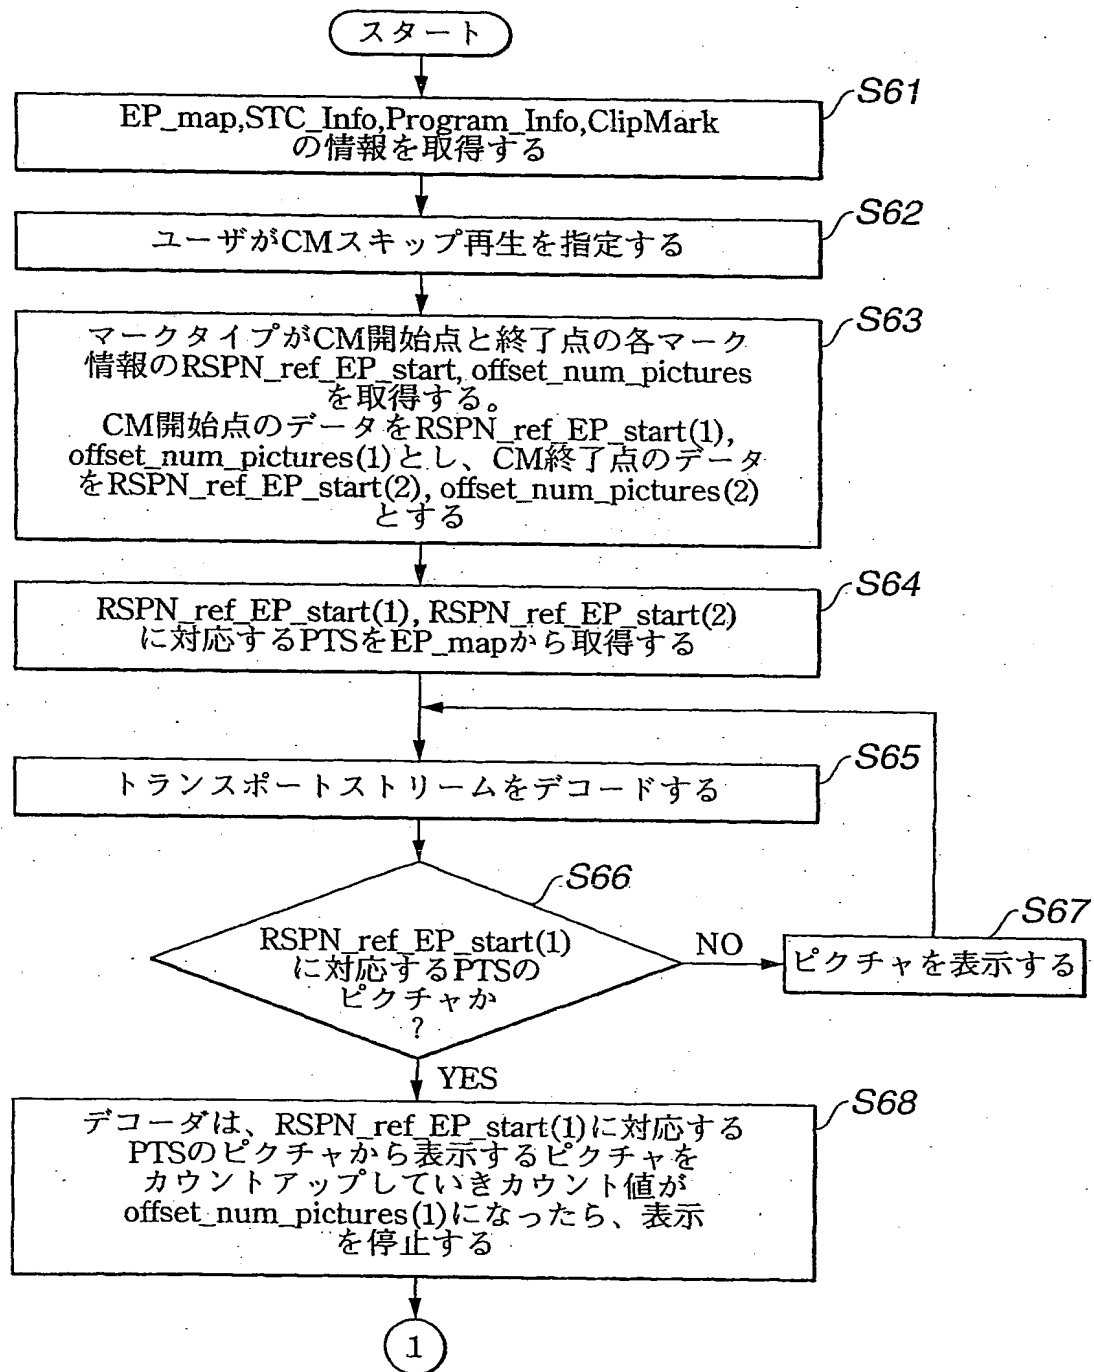 スタート
S61
EP_map,STC_Info,Program_Info,ClipMark
の情報を取得する
S62
ユーザがCMスキップ再生を指定する
S63
マークタイプがCM開始点と終了点の各マーク
情報のRSPN_ref_EP_start, offset_num_pictures
を取得する。
CM開始点のデータをRSPN_ref_EP_start(1),
offset_num_pictures(1)とし、CM終了点のデータ
をRSPN_ref_EP_start(2), offset_num_pictures(2)
とする
S64
RSPN_ref_EP_start(1), RSPN_ref_EP_start(2)
に対応するPTSをEP_mapから取得する
S65
トランスポートストリームをデコードする
S66
RSPN_ref_EP_start(1)
に対応するPTSの
ピクチャか
?
NO
S67
ピクチャを表示する
YES
S68
デコーダは、RSPN_ref_EP_start(1)に対応する
PTSのピクチャから表示するピクチャを
カウントアップしていきカウント値が
offset_num_pictures(1)になったら、表示
を停止する
1